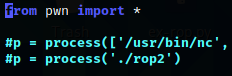 from pwn import *
#p = process(['/usr/bin/nc',
#p = process('./rop2')